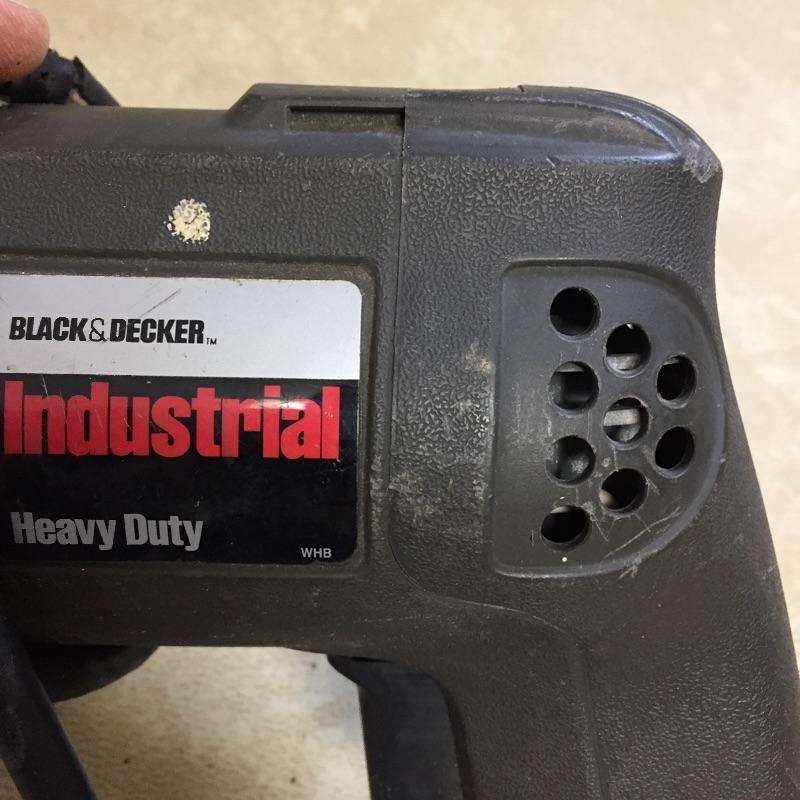 BLACK&DECKER™
Industrial
Heavy Duty
WHB